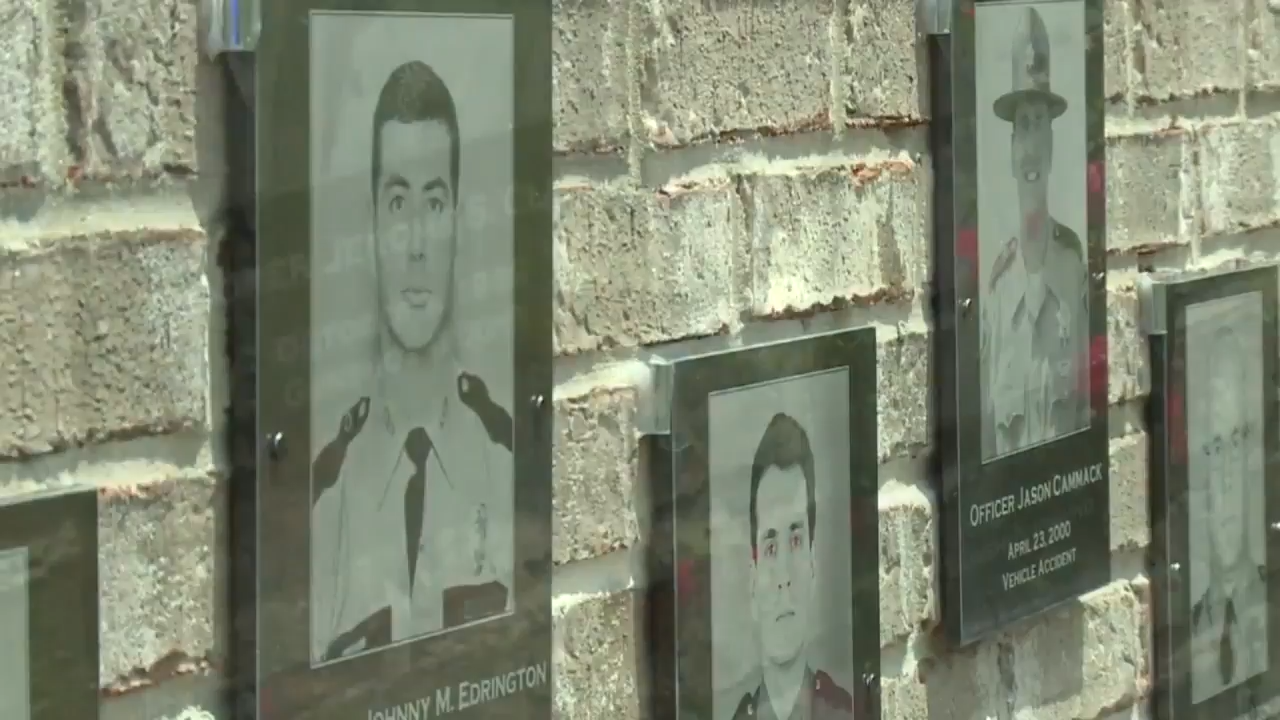 JOHNNY M. EDRINGTON
OFFICER JASON CAMMACK
APRIL 23, 2000
VEHICLE ACCIDENT